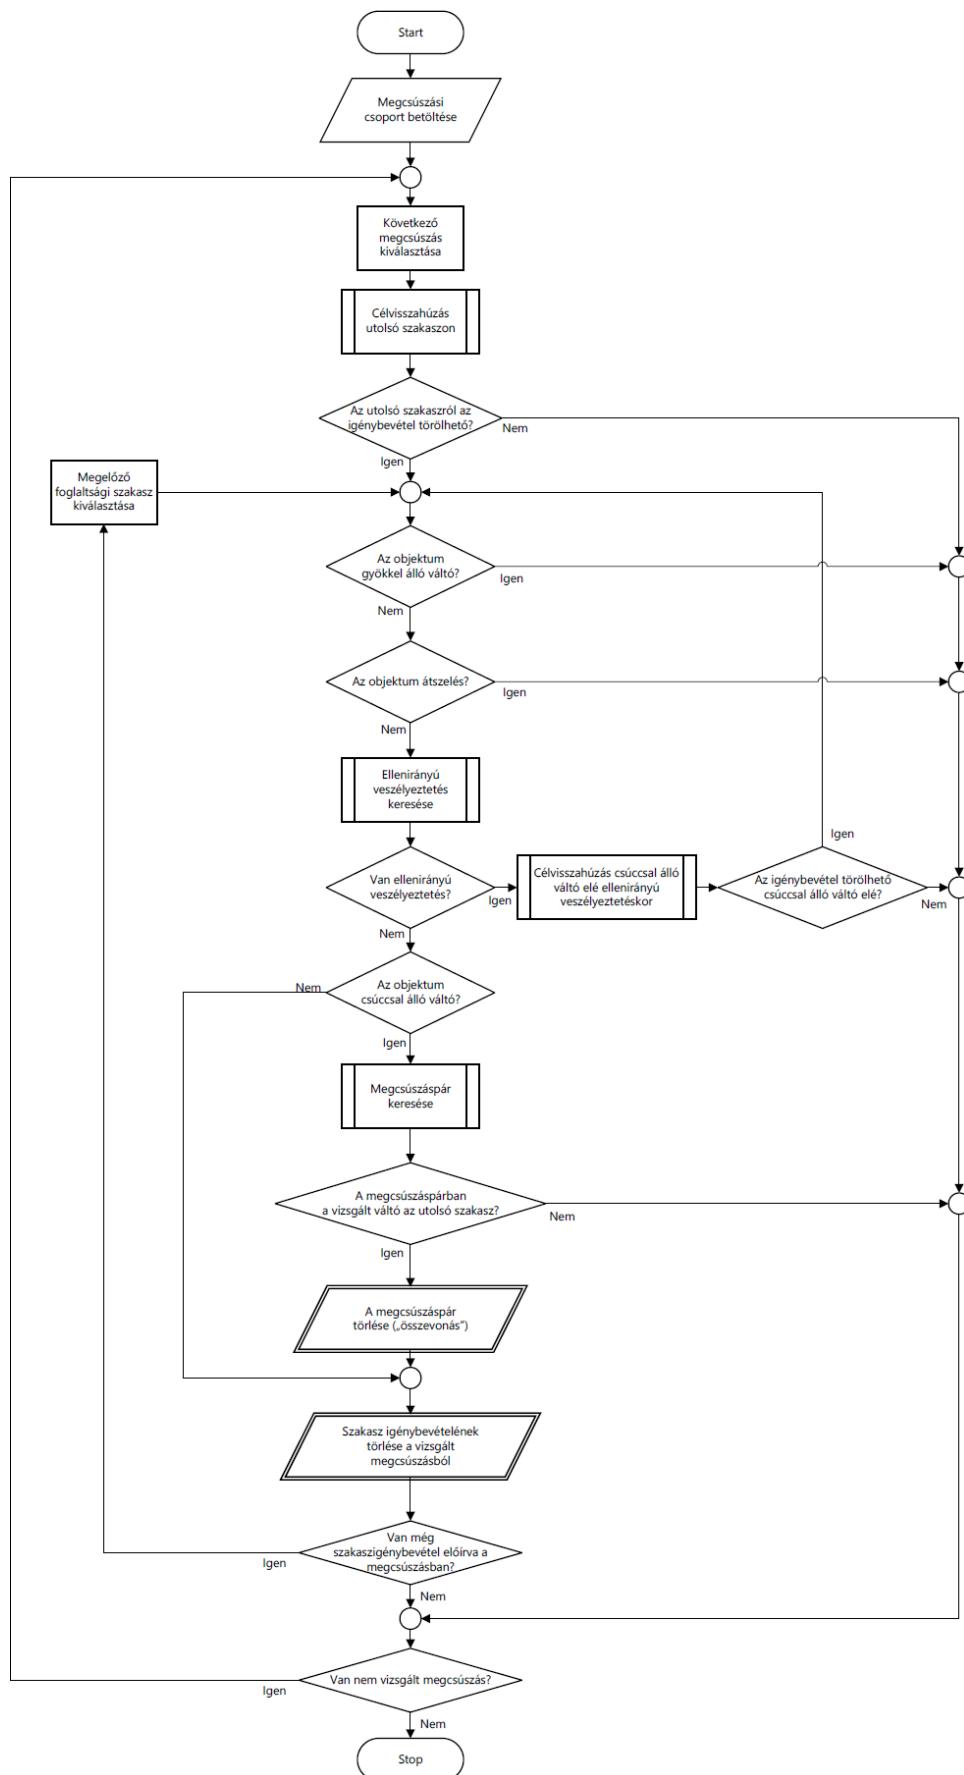 Start
Megcsúszási
csoport betöltése
Következő
megcsúszás
kiválasztása
Célvisszahúzás
utolsó szakaszon
Az utolsó szakaszról az
igénybevétel törölhető?
Nem
Igen
Megelőző
foglaltsági szakasz
kiválasztása
Az objektum
gyökkel álló váltó?
Igen
Nem
Az objektum átszelés?
Igen
Nem
Ellenirányú
veszélyeztetés
keresése
Igen
Van ellenirányú
veszélyeztetés?
Igen
Célvisszahúzás csúccsal álló
váltó elé ellenirányú
veszélyeztetéskor
Az igénybevétel törölhető
csúccsal álló váltó elé?
Nem
Nem
Nem
Az objektum
csúccsal álló váltó?
Igen
Megcsúszáspár
keresése
A megcsúszáspárban
a vizsgált váltó az utolsó szakasz?
Nem
Igen
A megcsúszáspár
törlése („összevonás”)
Szakasz igénybevételének
törlése a vizsgált
megcsúszásból
Van még
szakaszigénybevétel előírva a
megcsúszásban?
Igen
Nem
Van nem vizsgált megcsúszás?
Igen
Nem
Stop